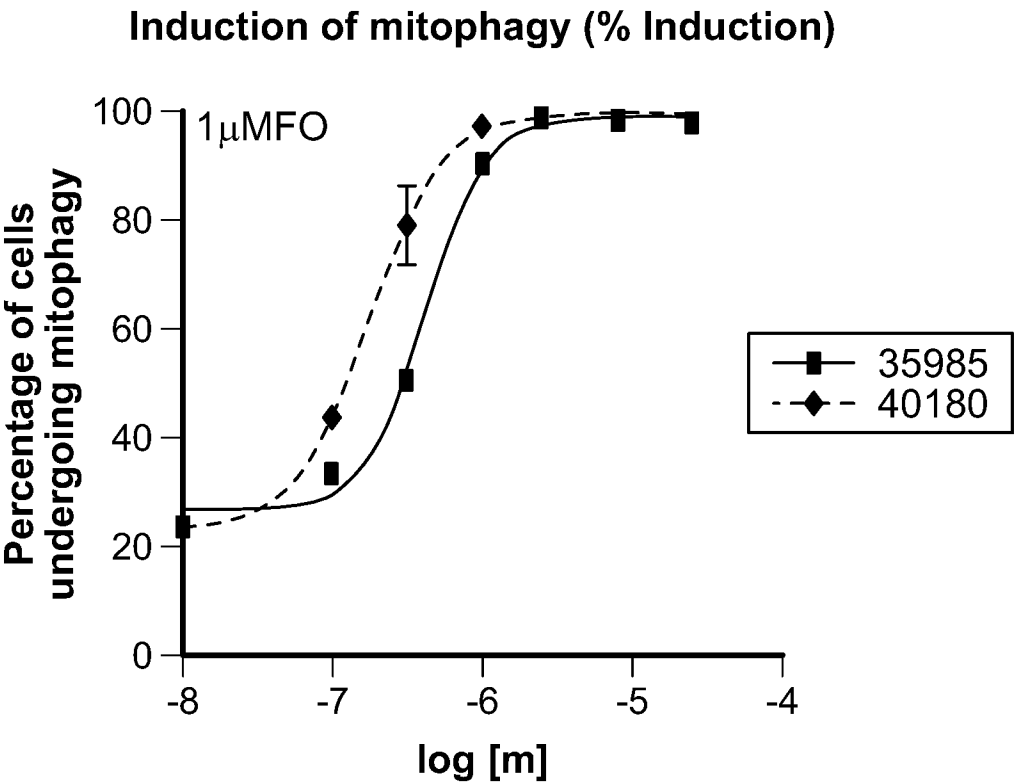 Induction of mitophagy (% Induction)
1μMFO
Percentage of cells
undergoing mitophagy
100
80
60
40
20
0
-8
-7
-6
-5
-4
log [m]
35985
40180